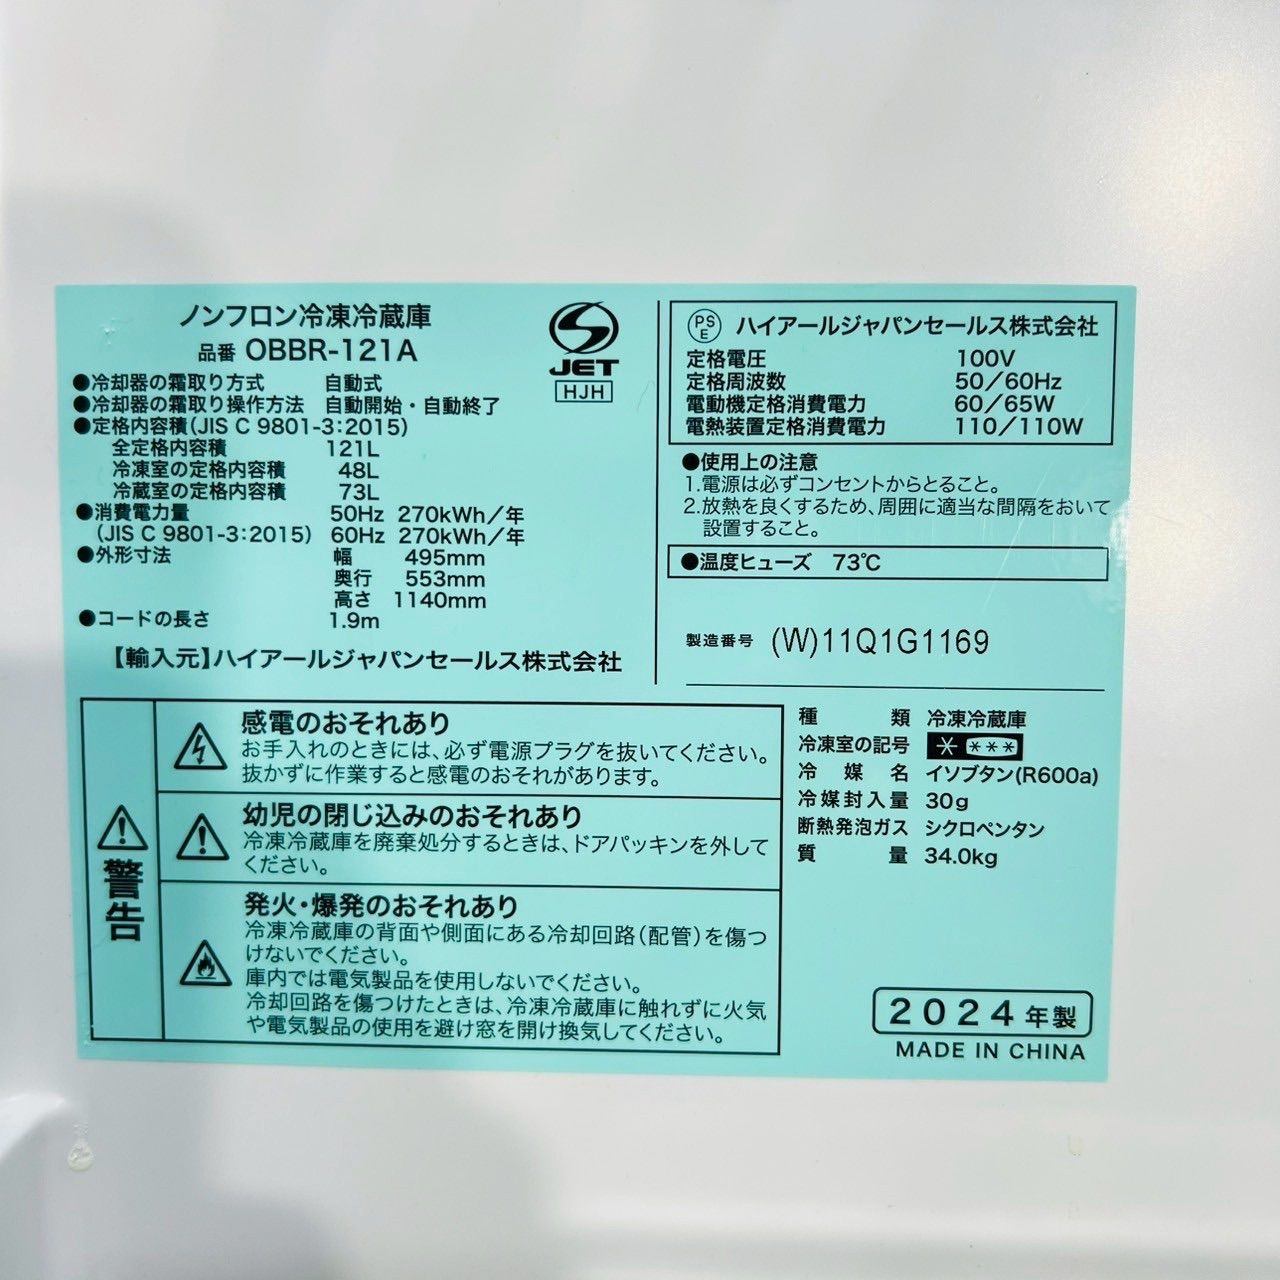 ノンフロン冷凍冷蔵庫
品番 OBBR-121A
JET
HJH
●冷却器の霜取り方式 自動式
●冷却器の霜取り操作方法 自動開始・自動終了
●定格内容積(JIS C 9801-3:2015)
全定格内容積 121L
冷凍室の定格内容積 48L
冷蔵室の定格内容積 73L
●消費電力量 50Hz 270kWh/年
(JIS C 9801-3:2015) 60Hz 270kWh/年
●外形寸法 幅 495mm
奥行 553mm
高さ 1140mm
●コードの長さ 1.9m
【輸入元】ハイアールジャパンセールス株式会社
PS
E
ハイアールジャパンセールス株式会社
定格電圧 100V
定格周波数 50/60Hz
電動機定格消費電力 60/65W
電熱装置定格消費電力 110/110W
●使用上の注意
1.電源は必ずコンセントからとること。
2.放熱を良くするため、周囲に適当な間隔をおいて
設置すること。
●温度ヒューズ 73℃
製造番号 (W)11Q1G1169
警告
感電のおそれあり
お手入れのときには、必ず電源プラグを抜いてください。
抜かずに作業すると感電のおそれがあります。
幼児の閉じ込みのおそれあり
冷凍冷蔵庫を廃棄処分するときは、ドアパッキンを外して
ください。
発火・爆発のおそれあり
冷凍冷蔵庫の背面や側面にある冷却回路(配管)を傷つ
けないでください。
庫内では電気製品を使用しないでください。
冷却回路を傷つけたときは、冷凍冷蔵庫に触れずに火気
や電気製品の使用を避け窓を開け換気してください。
種類 冷凍冷蔵庫
冷凍室の記号 * ***
冷媒名 イソブタン(R600a)
冷媒封入量 30g
断熱発泡ガス シクロペンタン
質量 34.0kg
2024年製
MADE IN CHINA